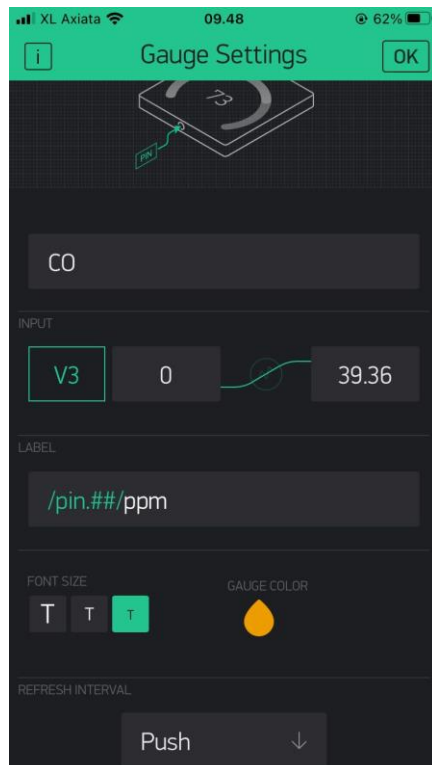 XL Axiata 09.48 62%
i Gauge Settings OK
73
PIN
CO
INPUT
V3 0 39.36
LABEL
/pin.##/ppm
FONT SIZE GAUGE COLOR
T T T
REFRESH INTERVAL
Push